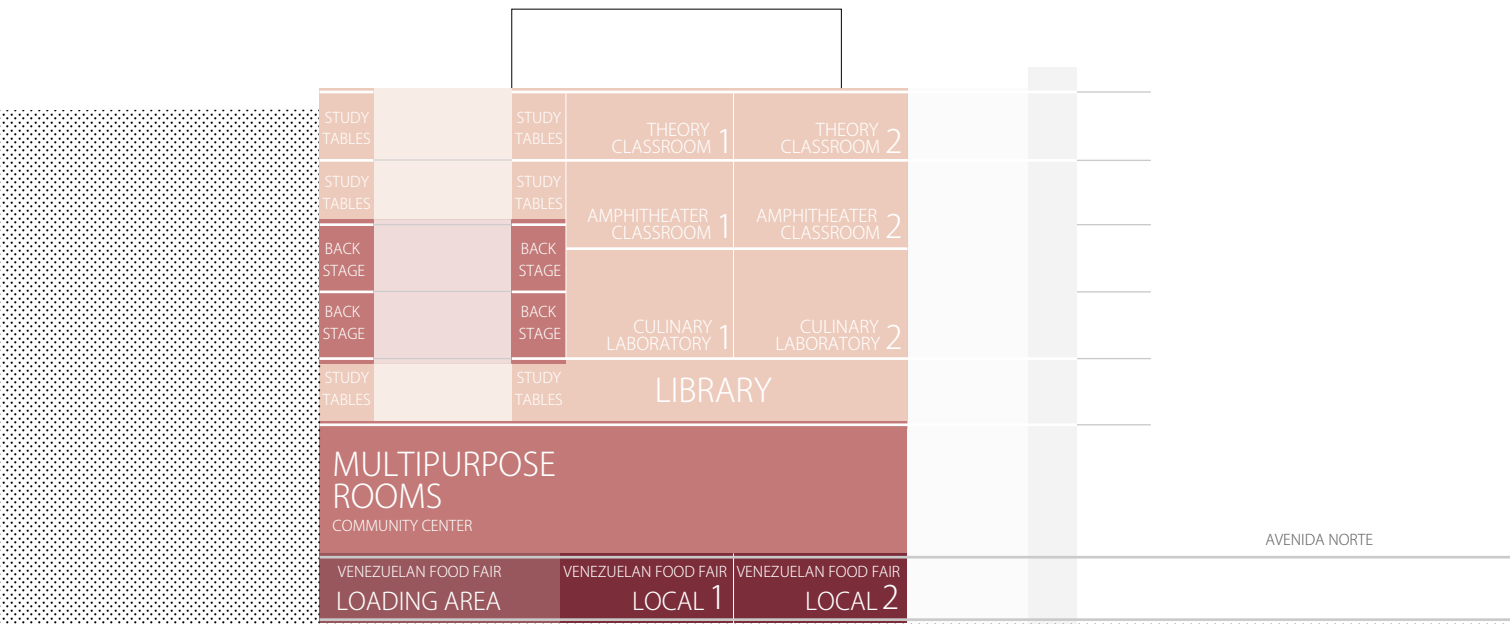 STUDY
TABLES
STUDY
TABLES
THEORY
CLASSROOM 1
THEORY
CLASSROOM 2
STUDY
TABLES
STUDY
TABLES
AMPHITHEATER
CLASSROOM 1
AMPHITHEATER
CLASSROOM 2
BACK
STAGE
BACK
STAGE
BACK
STAGE
BACK
STAGE
CULINARY
LABORATORY 1
CULINARY
LABORATORY 2
STUDY
TABLES
STUDY
TABLES
LIBRARY
MULTIPURPOSE
ROOMS
COMMUNITY CENTER
AVENIDA NORTE
VENEZUELAN FOOD FAIR
LOADING AREA
VENEZUELAN FOOD FAIR
LOCAL 1
VENEZUELAN FOOD FAIR
LOCAL 2